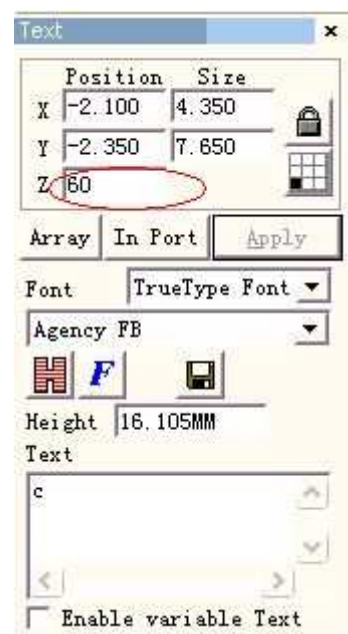 Text
Position Size
X -2.100 4.350
Y -2.350 7.650
Z 60
Array In Port Apply
Font TrueType Font
Agency FB
F
Height 16.105MM
Text
c
Enable variable Text